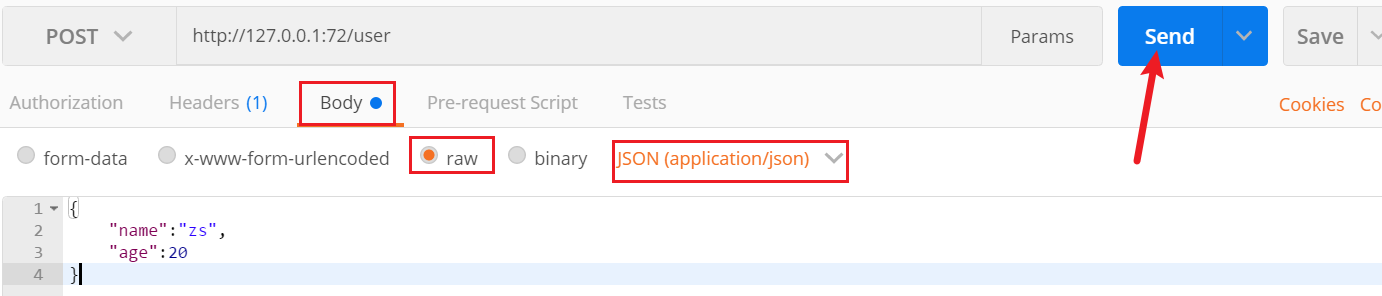 POST http://127.0.0.1:72/user Params Send Save
Authorization Headers (1) Body Pre-request Script Tests Cookies Co
form-data x-www-form-urlencoded raw binary JSON (application/json)
1 {
2 "name":"zs",
3 "age":20
4 }